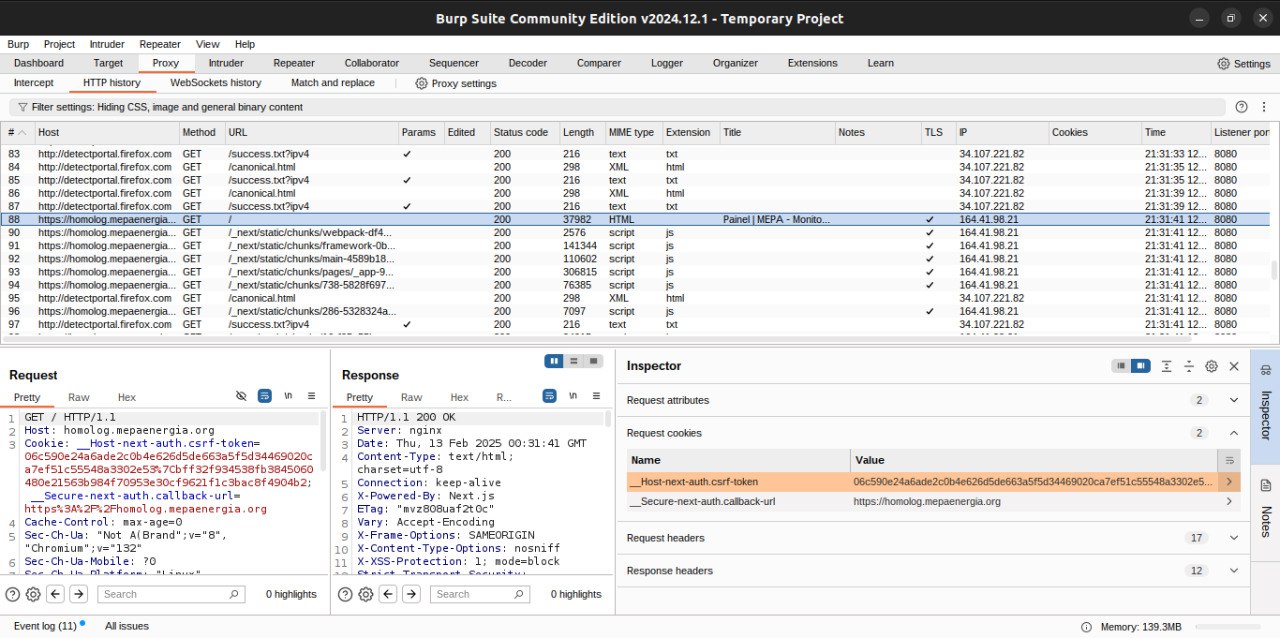 Burp Suite Community Edition v2024.12.1 - Temporary Project
Burp Project Intruder Repeater View Help
Dashboard Target Proxy Intruder Repeater Collaborator Sequencer Decoder Comparer Logger Organizer Extensions Learn Settings
Intercept HTTP history WebSockets history Match and replace Proxy settings
Filter settings: Hiding CSS, image and general binary content
# Host Method URL Params Edited Status code Length MIME type Extension Title Notes TLS IP Cookies Time Listener port
83 http://detectportal.firefox.com GET /success.txt?ipv4 ✓ 200 216 text txt 34.107.221.82 21:31:33 12... 8080
84 http://detectportal.firefox.com GET /canonical.html 200 298 XML html 34.107.221.82 21:31:35 12... 8080
85 http://detectportal.firefox.com GET /success.txt?ipv4 ✓ 200 216 text txt 34.107.221.82 21:31:35 12... 8080
86 http://detectportal.firefox.com GET /canonical.html 200 298 XML html 34.107.221.82 21:31:39 12... 8080
87 http://detectportal.firefox.com GET /success.txt?ipv4 ✓ 200 216 text txt 34.107.221.82 21:31:39 12... 8080
88 https://homolog.mepaenergia... GET / 200 37982 HTML Painel | MEPA - Monito... ✓ 164.41.98.21 21:31:41 12... 8080
90 https://homolog.mepaenergia... GET /_next/static/chunks/webpack-df4... 200 2576 script js ✓ 164.41.98.21 21:31:41 12... 8080
91 https://homolog.mepaenergia... GET /_next/static/chunks/framework-0b... 200 141344 script js ✓ 164.41.98.21 21:31:41 12... 8080
92 https://homolog.mepaenergia... GET /_next/static/chunks/main-4589b18... 200 110602 script js ✓ 164.41.98.21 21:31:41 12... 8080
93 https://homolog.mepaenergia... GET /_next/static/chunks/pages/_app-9... 200 306815 script js ✓ 164.41.98.21 21:31:41 12... 8080
94 https://homolog.mepaenergia... GET /_next/static/chunks/738-5828f697... 200 76385 script js ✓ 164.41.98.21 21:31:41 12... 8080
95 http://detectportal.firefox.com GET /canonical.html 200 298 XML html 34.107.221.82 21:31:41 12... 8080
96 https://homolog.mepaenergia... GET /_next/static/chunks/286-5328324a... 200 7097 script js ✓ 164.41.98.21 21:31:41 12... 8080
97 http://detectportal.firefox.com GET /success.txt?ipv4 ✓ 200 216 text txt 34.107.221.82 21:31:41 12... 8080
Request
Pretty Raw Hex \n
1 GET / HTTP/1.1
2 Host: homolog.mepaenergia.org
3 Cookie: __Host-next-auth.csrf-token=
06c590e24a6ade2c0b4e626d5de663a5f5d34469020c
a7ef51c55548a3302e53%7Cbff32f934538fb3845060
480e21563b984f70953e30cf9621f1c3bac8f4904b2;
__Secure-next-auth.callback-url=
https%3A%2F%2Fhomolog.mepaenergia.org
4 Cache-Control: max-age=0
5 Sec-Ch-Ua: "Not A(Brand";v="8",
"Chromium";v="132"
6 Sec-Ch-Ua-Mobile: ?0
7 Sec-Ch-Ua-Platform: "Linux"
Search 0 highlights
Response
Pretty Raw Hex R... \n
1 HTTP/1.1 200 OK
2 Server: nginx
3 Date: Thu, 13 Feb 2025 00:31:41 GMT
4 Content-Type: text/html;
charset=utf-8
5 Connection: keep-alive
6 X-Powered-By: Next.js
7 ETag: "mvz808uaf2t0c"
8 Vary: Accept-Encoding
9 X-Frame-Options: SAMEORIGIN
10 X-Content-Type-Options: nosniff
11 X-XSS-Protection: 1; mode=block
12 Strict-Transport-Security:
Search 0 highlights
Inspector
Request attributes 2
Request cookies 2
Name Value
__Host-next-auth.csrf-token 06c590e24a6ade2c0b4e626d5de663a5f5d34469020ca7ef51c55548a3302e5...
__Secure-next-auth.callback-url https://homolog.mepaenergia.org
Request headers 17
Response headers 12
Inspector
Notes
Event log (11) All issues Memory: 139.3MB